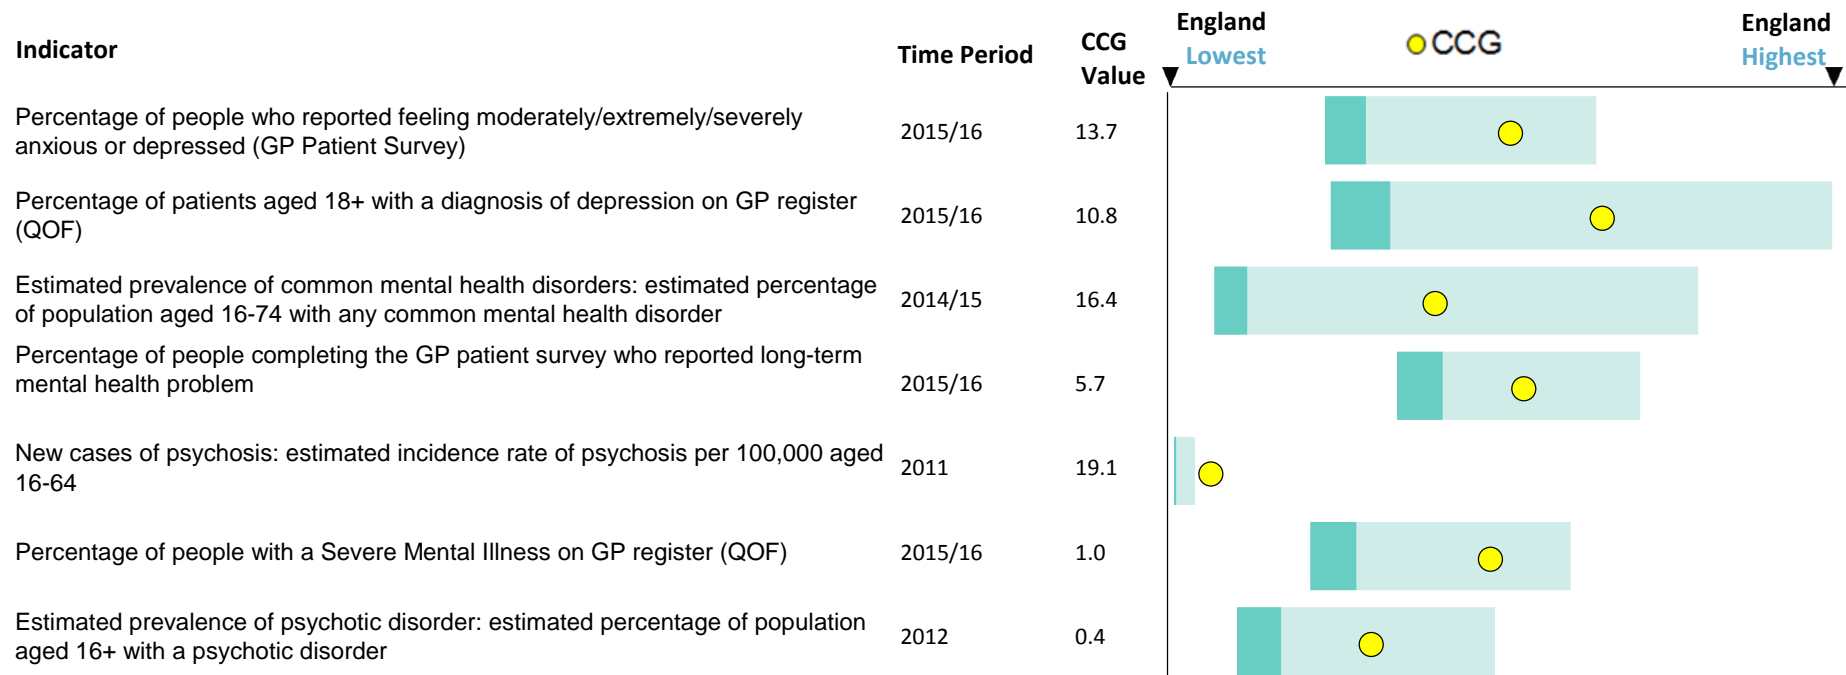 Indicator
Time Period
CCG
Value
England
Lowest
CCG
England
Highest
Percentage of people who reported feeling moderately/extremely/severely
anxious or depressed (GP Patient Survey)
2015/16
13.7
Percentage of patients aged 18+ with a diagnosis of depression on GP register
(QOF)
2015/16
10.8
Estimated prevalence of common mental health disorders: estimated percentage
of population aged 16-74 with any common mental health disorder
2014/15
16.4
Percentage of people completing the GP patient survey who reported long-term
mental health problem
2015/16
5.7
New cases of psychosis: estimated incidence rate of psychosis per 100,000 aged
16-64
2011
19.1
Percentage of people with a Severe Mental Illness on GP register (QOF)
2015/16
1.0
Estimated prevalence of psychotic disorder: estimated percentage of population
aged 16+ with a psychotic disorder
2012
0.4